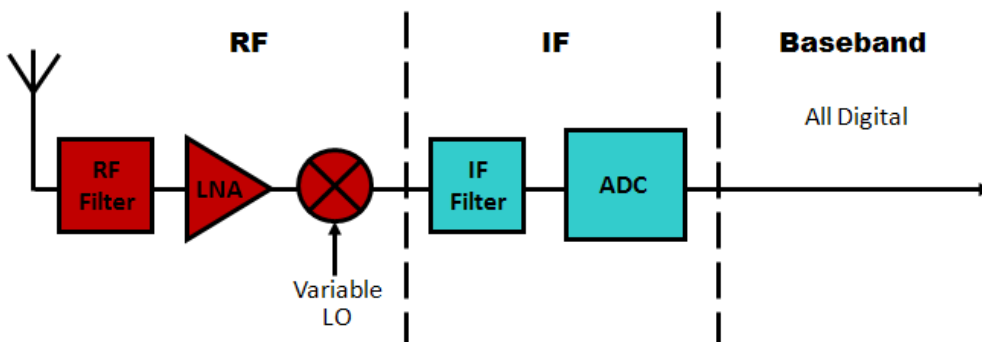 RF
IF
Baseband
All Digital
RF
Filter
LNA
IF
Filter
ADC
Variable
LO